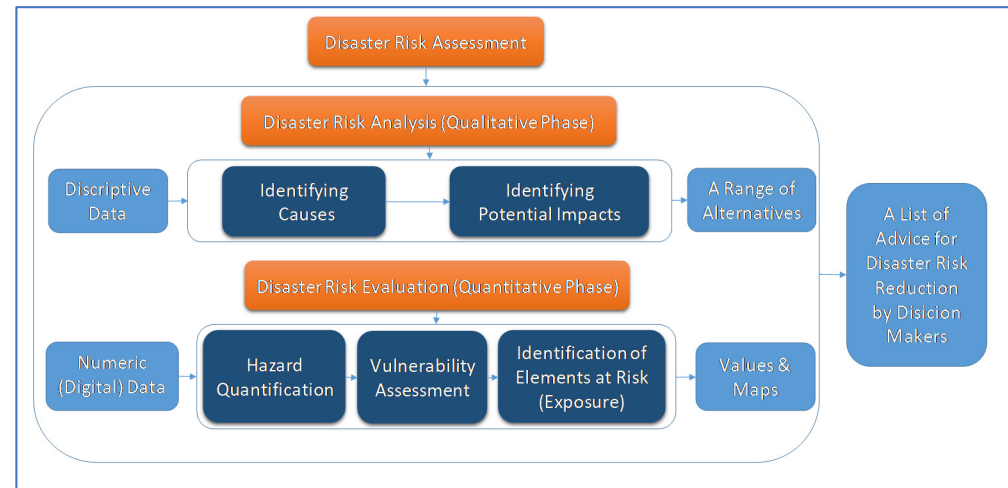 Disaster Risk Assessment
Disaster Risk Analysis (Qualitative Phase)
Discriptive
Data
Identifying
Causes
Identifying
Potential Impacts
A Range of
Alternatives
Disaster Risk Evaluation (Quantitative Phase)
Numeric
(Digital) Data
Hazard
Quantification
Vulnerability
Assessment
Identification of
Elements at Risk
(Exposure)
Values &
Maps
A List of
Advice for
Disaster Risk
Reduction
by Disicion
Makers